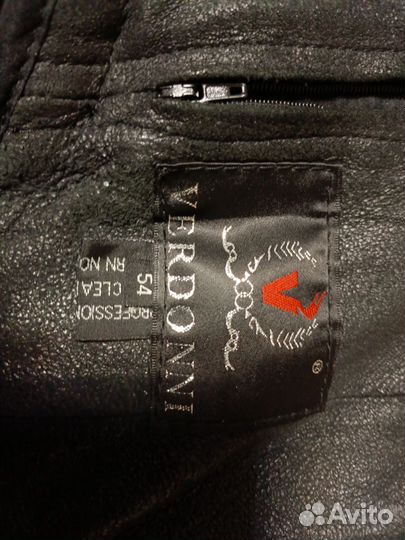 V
®
VERDONNI
54
PROFESSION
CLEA
RN NO
Avito